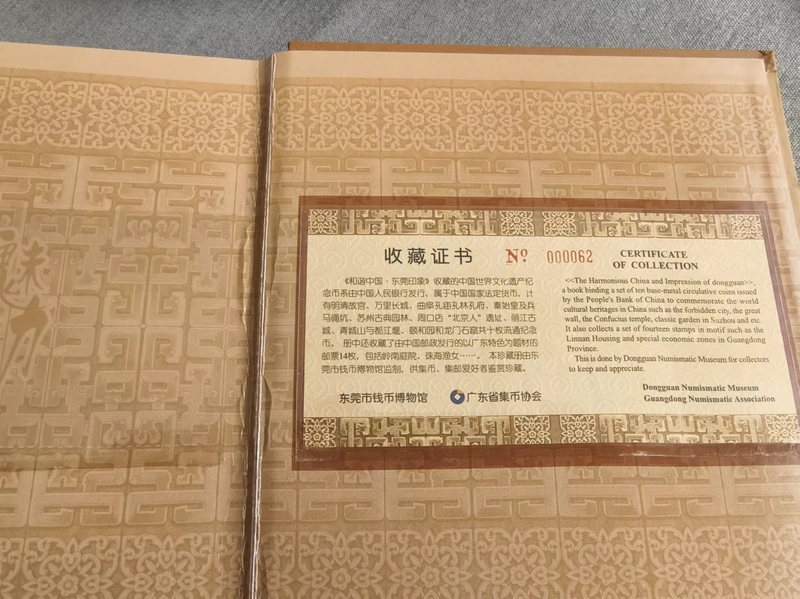 收藏证书
Nº 000062
CERTIFICATE
OF COLLECTION
《和谐中国·东莞印象》收藏的中国世界文化遗产纪
念币系由中国人民银行发行、属于中国国家法定货币，计
有明清故宫、万里长城、曲阜孔庙孔林孔府、秦始皇及兵
马俑坑、苏州古典园林、周口店“北京人”遗址、丽江古
城、青城山与都江堰、颐和园和龙门石窟共十枚流通纪念
币。册中还收藏了由中国邮政发行的以广东特色为题材的
邮票14枚，包括岭南庭院、珠海渔女……。本珍藏册由东
莞市钱币博物馆监制，供集币、集邮爱好者鉴赏珍藏。
<<The Harmonious China and Impression of dongguan>>,
a book binding a set of ten base-metal circulative coins issued
by the People's Bank of China to commemorate the world
cultural heritages in China such as the forbidden city, the great
wall, the Confucius temple, classic garden in Suzhou and etc.
It also collects a set of fourteen stamps in motif such as the
Linnan Housing and special economic zones in Guangdong
Province.
This is done by Dongguan Numismatic Museum for collectors
to keep and appreciate.
东莞市钱币博物馆
广东省集币协会
Dongguan Numismatic Museum
Guangdong Numismatic Association